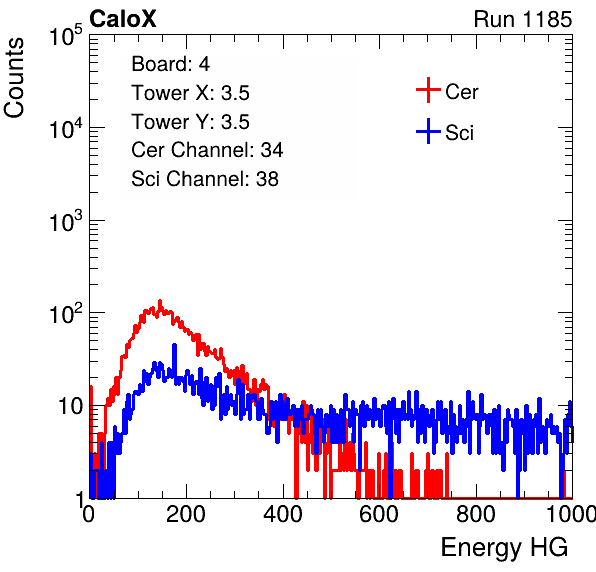 CaloX Run 1185
Counts
10^5
10^4
10^3
10^2
10
1
Board: 4
Tower X: 3.5
Tower Y: 3.5
Cer Channel: 34
Sci Channel: 38
Cer
Sci
0 200 400 600 800 1000
Energy HG